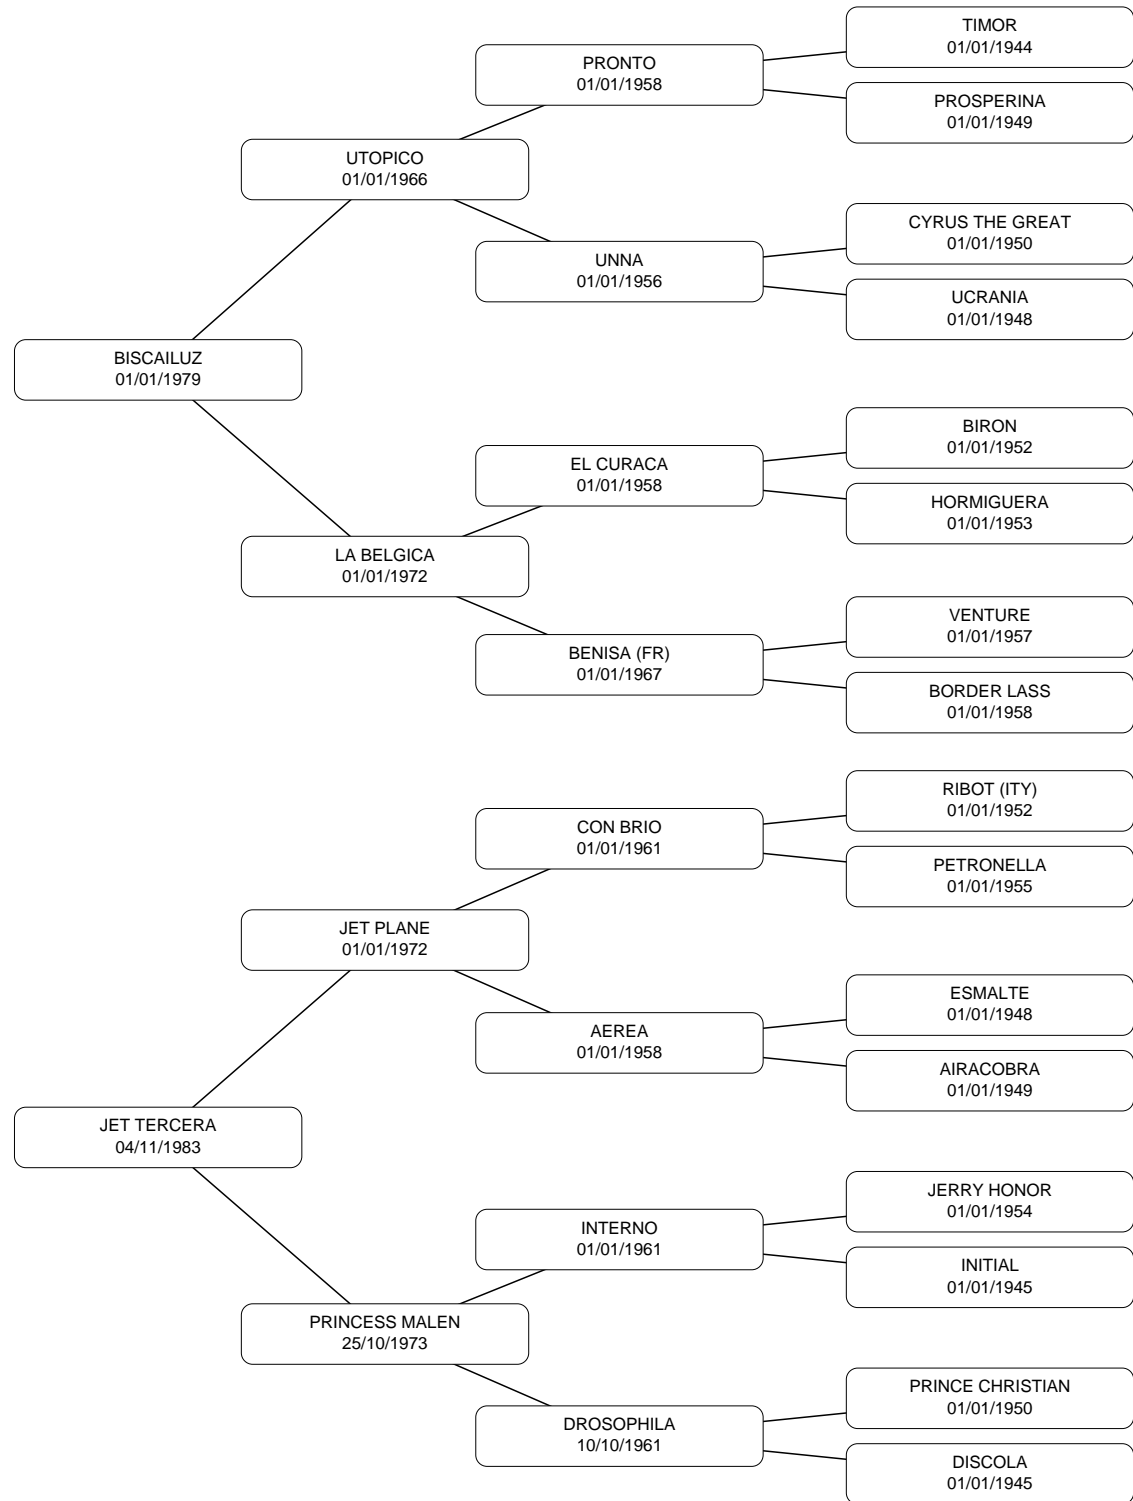 TIMOR
01/01/1944
PRONTO
01/01/1958
PROSPERINA
01/01/1949
UTOPICO
01/01/1966
CYRUS THE GREAT
01/01/1950
UNNA
01/01/1956
UCRANIA
01/01/1948
BISCAILUZ
01/01/1979
BIRON
01/01/1952
EL CURACA
01/01/1958
HORMIGUERA
01/01/1953
LA BELGICA
01/01/1972
VENTURE
01/01/1957
BENISA (FR)
01/01/1967
BORDER LASS
01/01/1958
RIBOT (ITY)
01/01/1952
CON BRIO
01/01/1961
PETRONELLA
01/01/1955
JET PLANE
01/01/1972
ESMALTE
01/01/1948
AEREA
01/01/1958
AIRACOBRA
01/01/1949
JET TERCERA
04/11/1983
JERRY HONOR
01/01/1954
INTERNO
01/01/1961
INITIAL
01/01/1945
PRINCESS MALEN
25/10/1973
PRINCE CHRISTIAN
01/01/1950
DROSOPHILA
10/10/1961
DISCOLA
01/01/1945